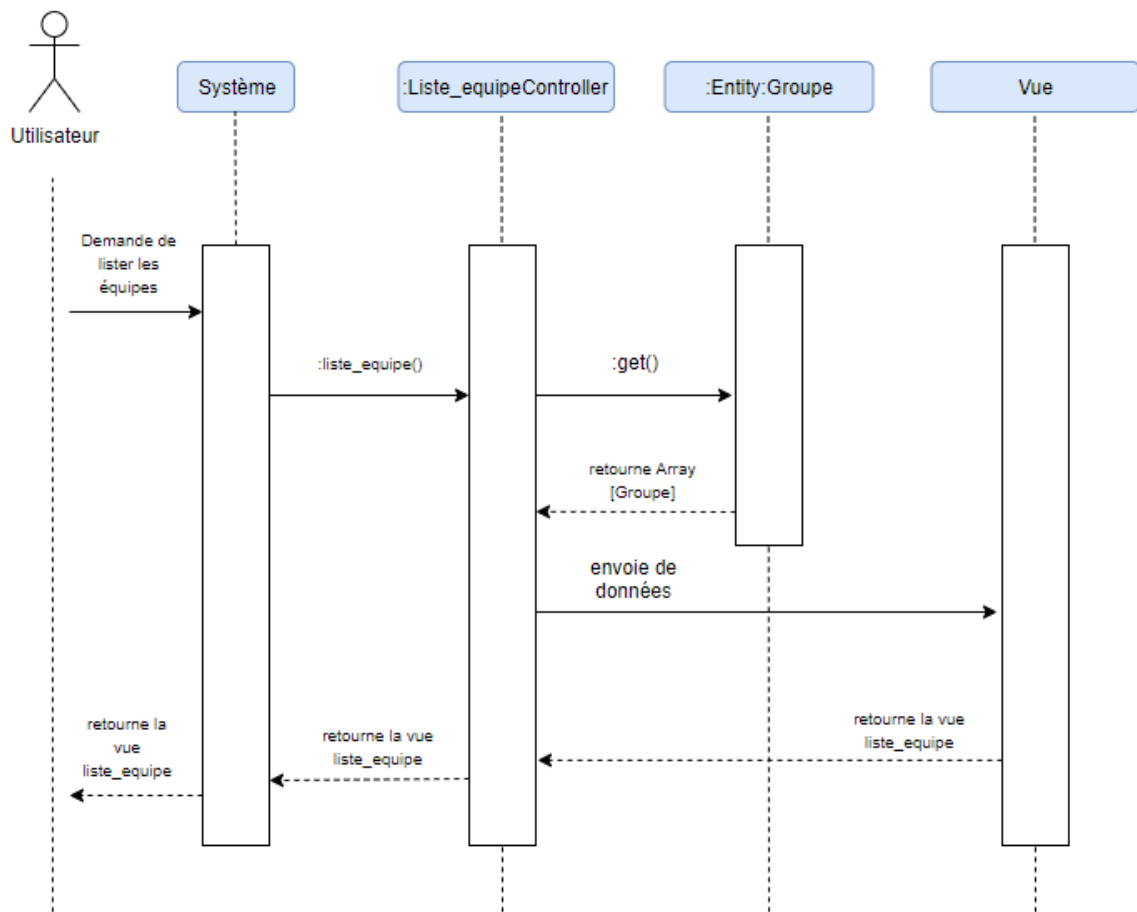 Utilisateur
Système
:Liste_equipeController
:Entity:Groupe
Vue
Demande de
lister les
équipes
:liste_equipe()
:get()
retourne Array
[Groupe]
envoie de
données
retourne la vue
liste_equipe
retourne la vue
liste_equipe
retourne la
vue
liste_equipe